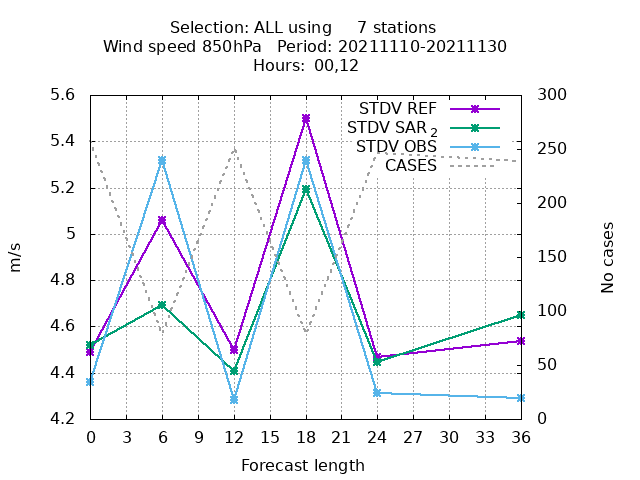 Selection: ALL using     7 stations
Wind speed 850hPa   Period: 20211110-20211130
Hours:  00,12
STDV REF
STDV SAR 2
STDV OBS
CASES
5.6
5.4
5.2
5
4.8
4.6
4.4
4.2
m/s
300
250
200
150
100
50
0
No cases
0 3 6 9 12 15 18 21 24 27 30 33 36
Forecast length